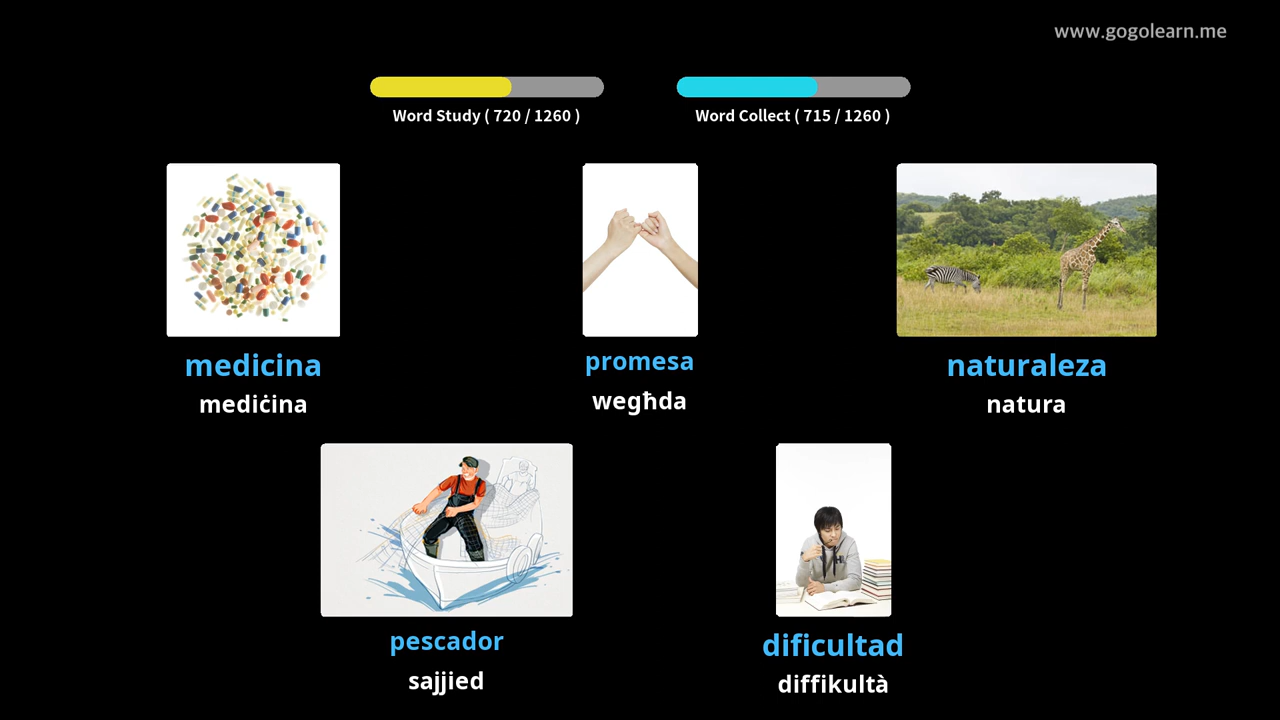 www.gogolearn.me
Word Study ( 720 / 1260 )
Word Collect ( 715 / 1260 )
medicina
mediċina
promesa
wegħda
naturaleza
natura
pescador
sajjied
dificultad
diffikultà